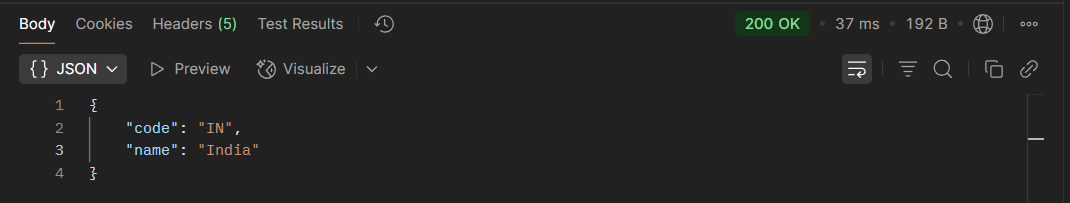 Body Cookies Headers (5) Test Results 200 OK • 37 ms • 192 B •
{} JSON Preview Visualize
1 {
2 "code": "IN",
3 "name": "India"
4 }